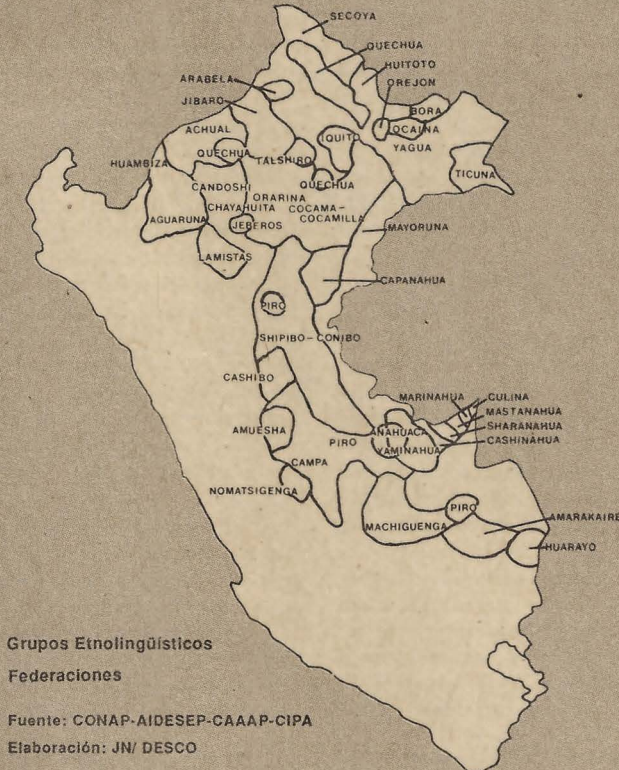 SECOYA
QUECHUA
HUITOTO
ARABELA
OREJON
JIBARO
BORA
ACHUAL
IQUITO
OCAINA
QUECHUA
TALSHIRO
YAGUA
HUAMBIZA
TICUNA
CANDOSHI
QUECHUA
ORARINA
CHAYAHUITA
COCAMA-
COCAMILLA
AGUARUNA
JEBEROS
MAYORUNA
LAMISTAS
CAPANAHUA
PIRO
SHIPIBO-CONIBO
CASHIBO
MARINAHUA
CULINA
MASTANAHUA
AMUESHA
ANAHUACA
SHARANAHUA
PIRO
YAMINAHUA
CASHINAHUA
CAMPA
NOMATSIGENGA
PIRO
AMARAKAIRE
MACHIGUENGA
HUARAYO
Grupos Etnolingüísticos
Federaciones
Fuente: CONAP-AIDESEP-CAAAP-CIPA
Elaboración: JN/ DESCO